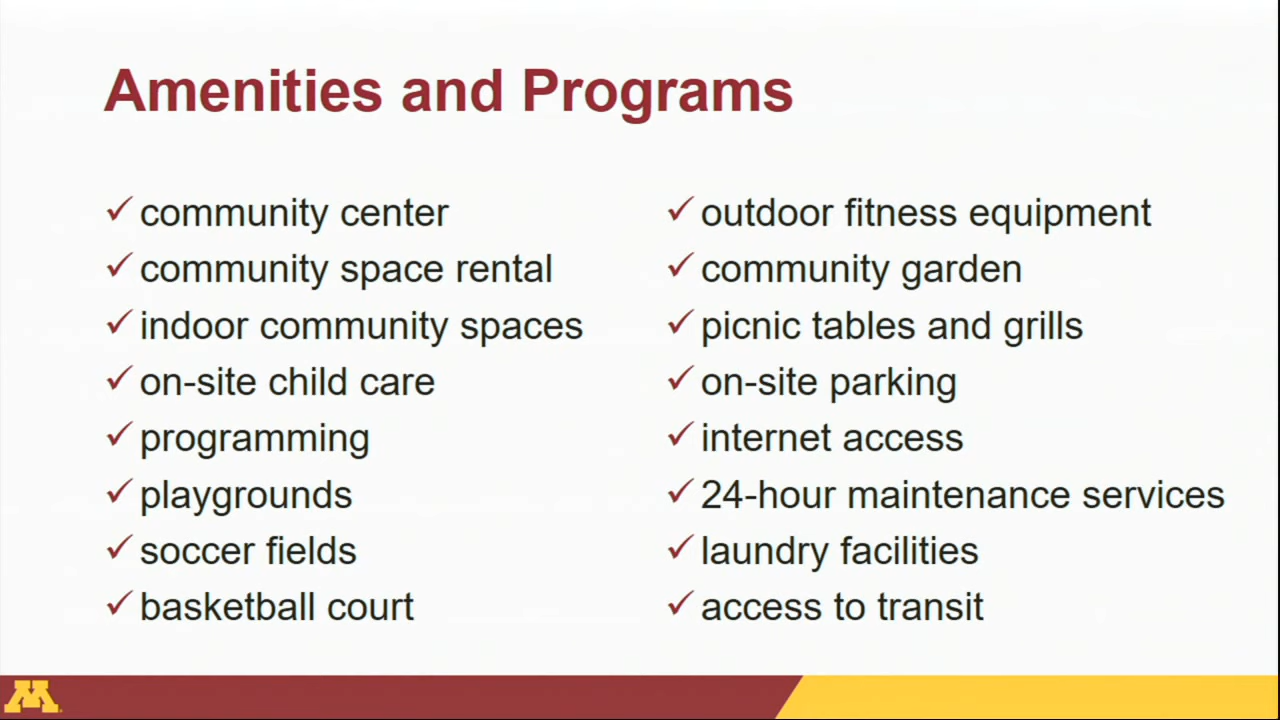 Amenities and Programs
community center
community space rental
indoor community spaces
on-site child care
programming
playgrounds
soccer fields
basketball court
outdoor fitness equipment
community garden
picnic tables and grills
on-site parking
internet access
24-hour maintenance services
laundry facilities
access to transit
M